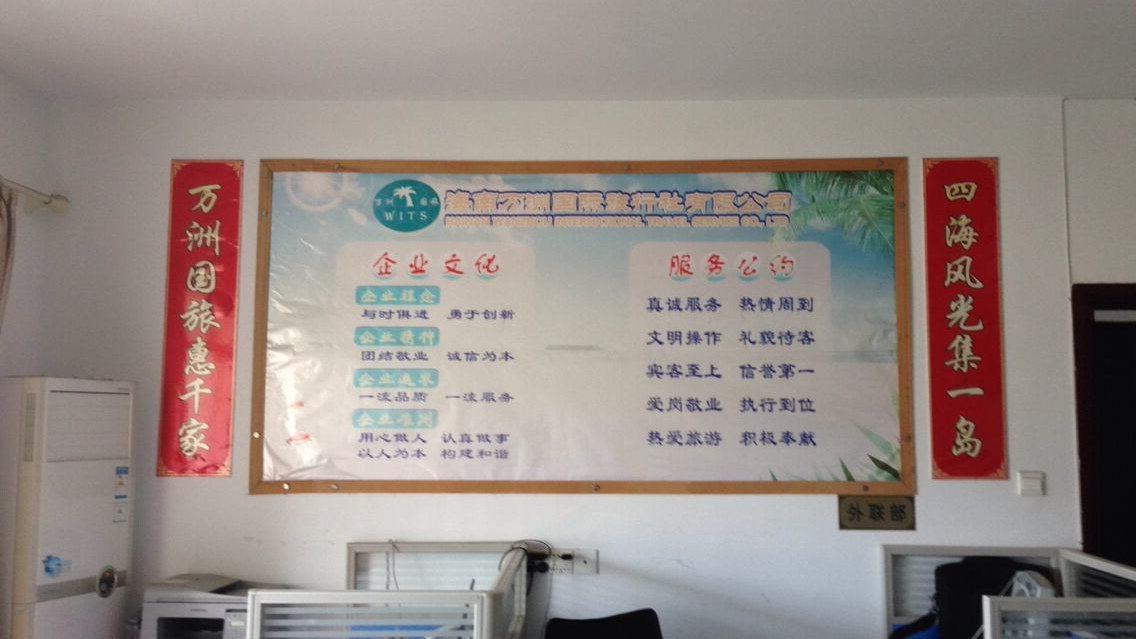 万洲国旅惠千家
万洲 国旅
WITS
海南万洲国际旅行社有限公司
HAINAN WANZHOU INTERNATIONAL TRAVEL SERVICE CO., LTD
企业文化
企业理念
与时俱进 勇于创新
企业精神
团结敬业 诚信为本
企业追求
一流品质 一流服务
企业准则
用心做人 认真做事
以人为本 构建和谐
服务公约
真诚服务 热情周到
文明操作 礼貌待客
宾客至上 信誉第一
爱岗敬业 执行到位
热爱旅游 积极奉献
四海风光集一岛
外联部